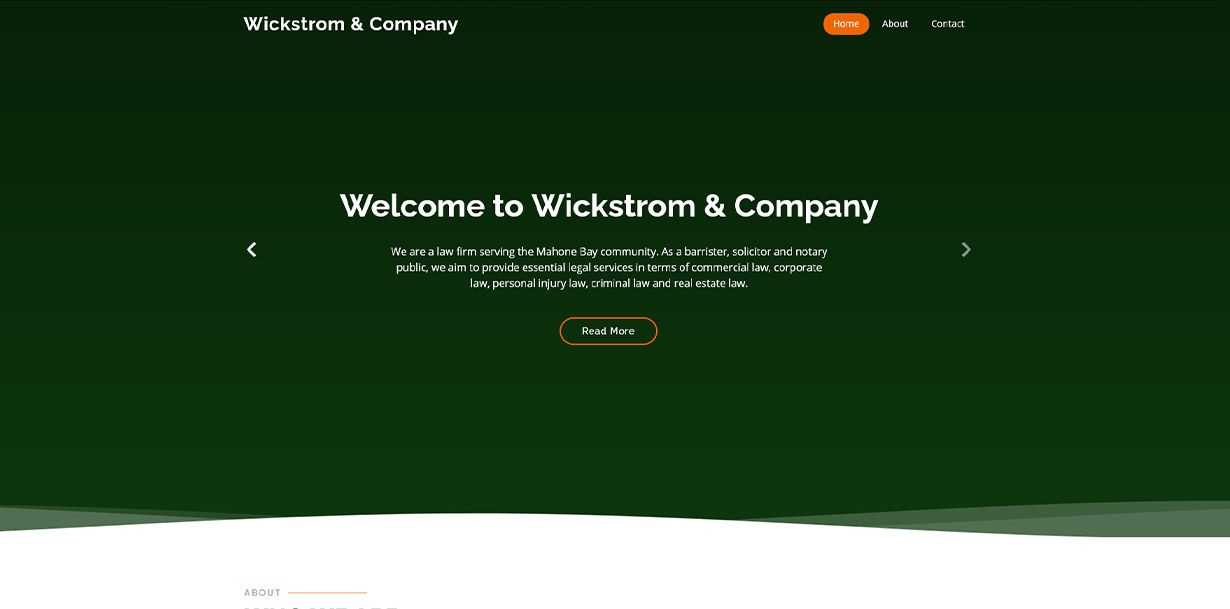 Wickstrom & Company
Home About Contact
Welcome to Wickstrom & Company
We are a law firm serving the Mahone Bay community. As a barrister, solicitor and notary
public, we aim to provide essential legal services in terms of commercial law, corporate
law, personal injury law, criminal law and real estate law.
Read More
ABOUT